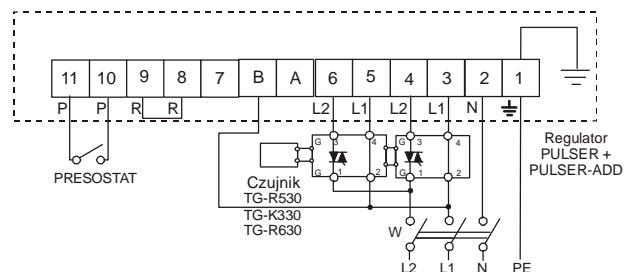 11 10 9 8 7 B A 6 5 4 3 2 1
P P R R L2 L1 L2 L1 N
PRESOSTAT
G 3 4 G 3 4
G 1 2 G 1 2
Czujnik
TG-R530
TG-K330
TG-R630
Regulator
PULSER +
PULSER-ADD
W
L2 L1 N PE